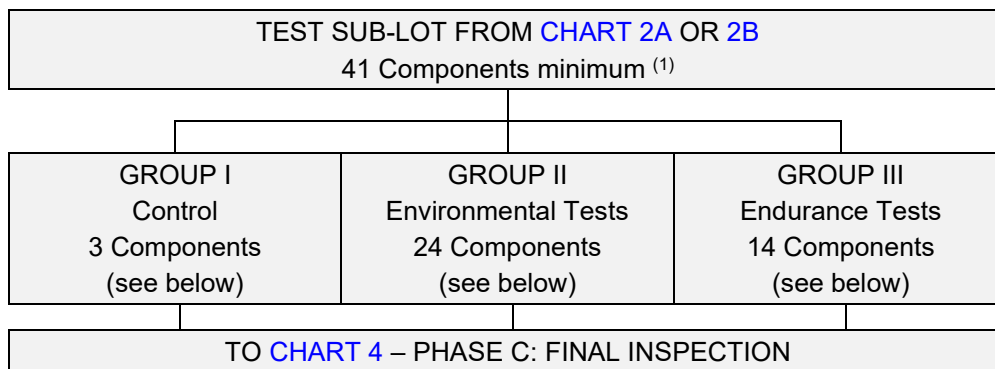 TEST SUB-LOT FROM CHART 2A OR 2B
41 Components minimum (1)
GROUP I
Control
3 Components
(see below)
GROUP II
Environmental Tests
24 Components
(see below)
GROUP III
Endurance Tests
14 Components
(see below)
TO CHART 4 – PHASE C: FINAL INSPECTION